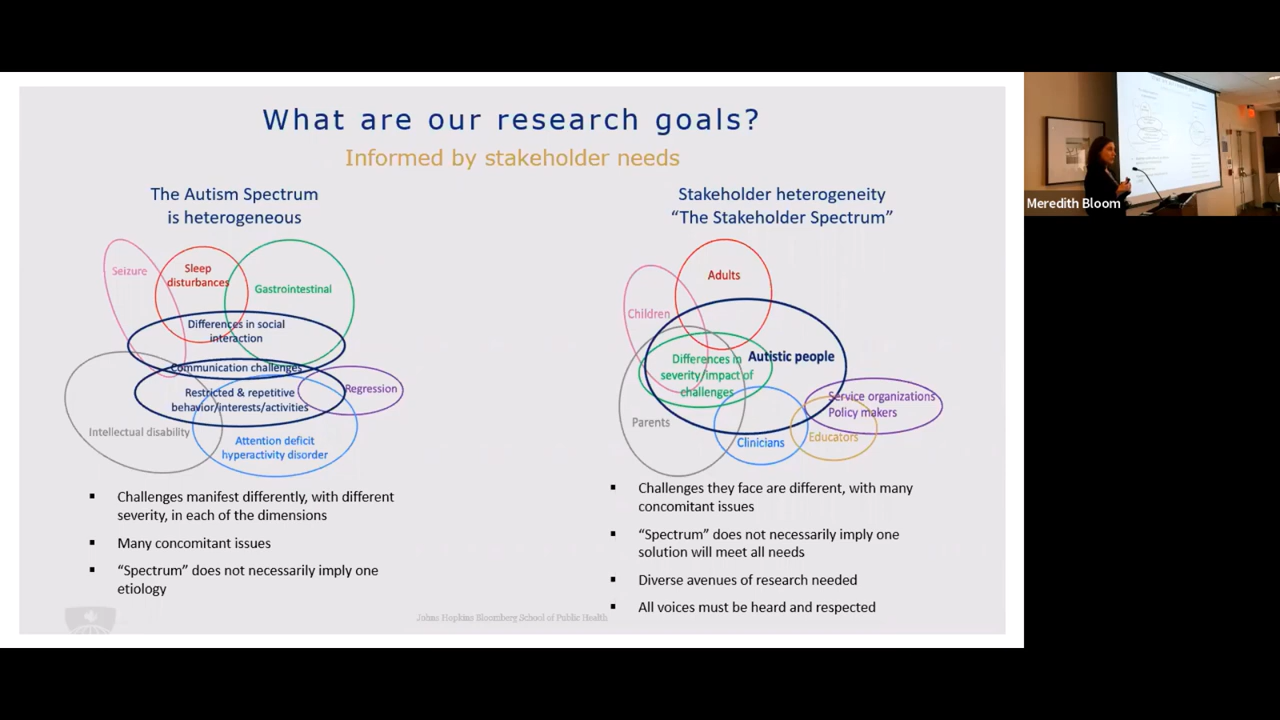 What are our research goals?
Informed by stakeholder needs
The Autism Spectrum
is heterogeneous
Seizure
Sleep
disturbances
Gastrointestinal
Differences in social
interaction
Communication challenges
Restricted & repetitive
behavior/interests/activities
Regression
Intellectual disability
Attention deficit
hyperactivity disorder
▪ Challenges manifest differently, with different
severity, in each of the dimensions
▪ Many concomitant issues
▪ “Spectrum” does not necessarily imply one
etiology
Stakeholder heterogeneity
“The Stakeholder Spectrum”
Adults
Children
Differences in
severity/impact of
challenges
Autistic people
Service organizations
Policy makers
Parents
Clinicians
Educators
▪ Challenges they face are different, with many
concomitant issues
▪ “Spectrum” does not necessarily imply one
solution will meet all needs
▪ Diverse avenues of research needed
▪ All voices must be heard and respected
Johns Hopkins Bloomberg School of Public Health
Meredith Bloom